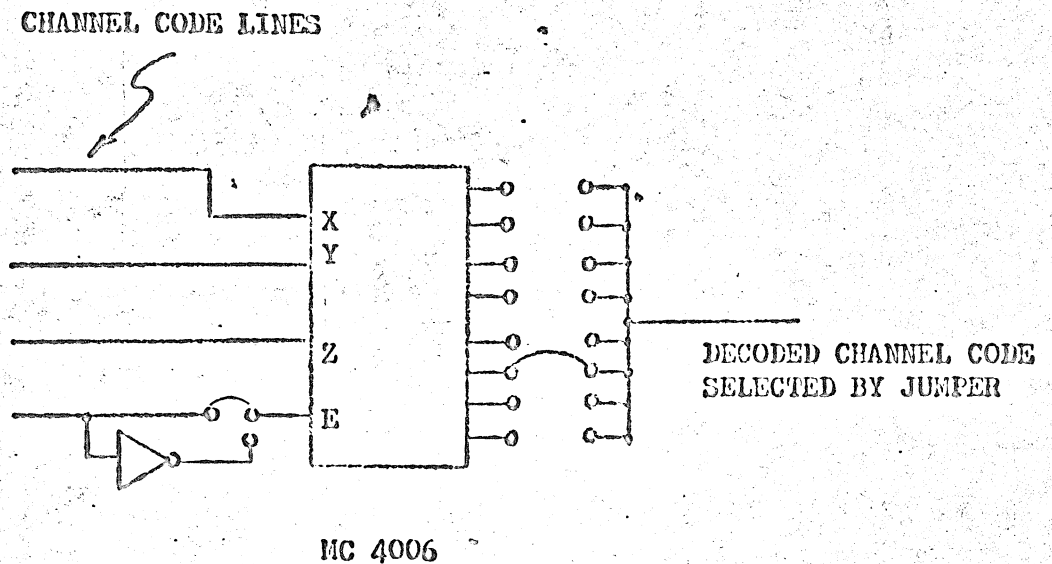 CHANNEL CODE LINES
X
Y
Z
E
DECODED CHANNEL CODE
SELECTED BY JUMPER
MC 4006